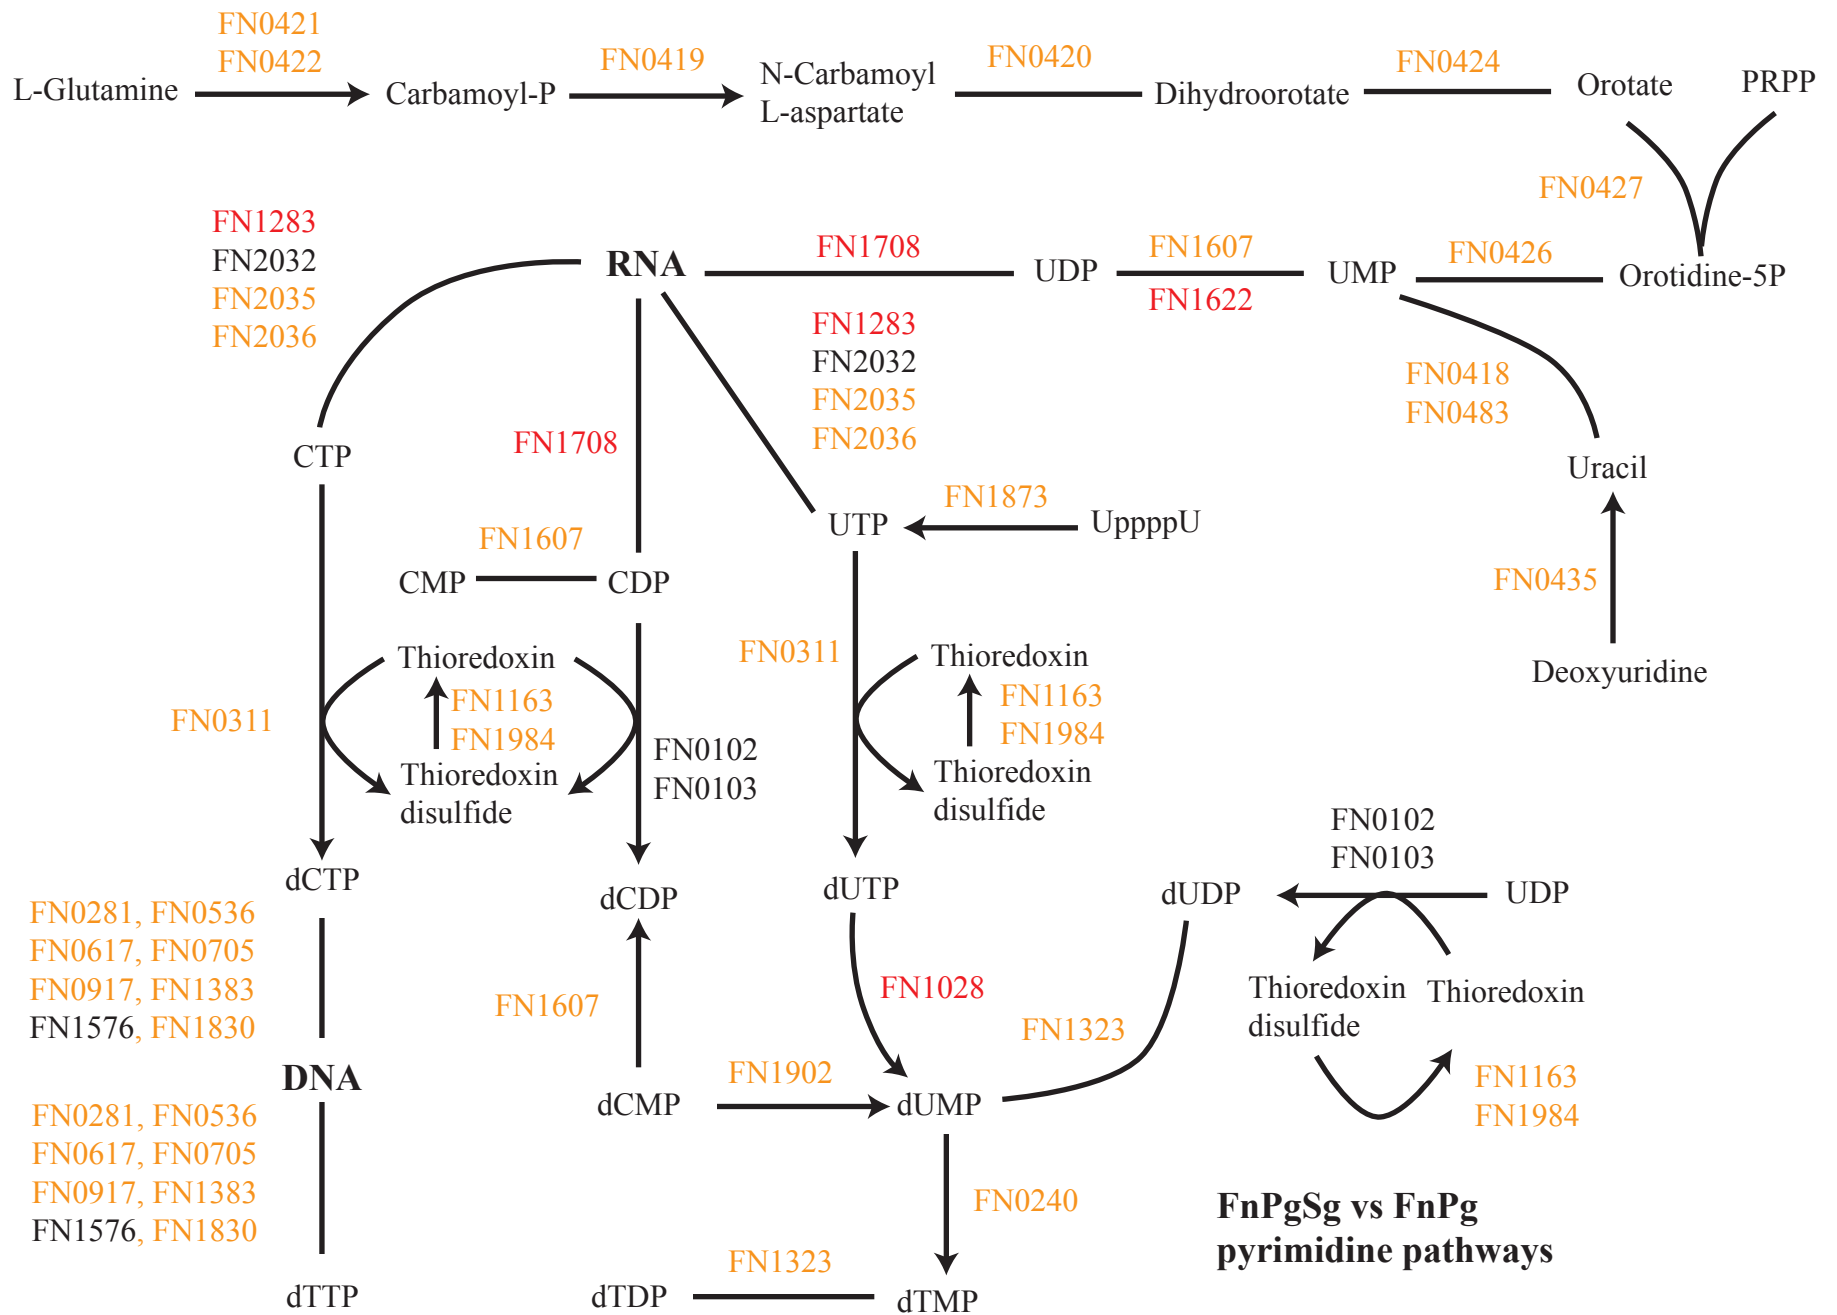 FN0421
FN0422
L-Glutamine
Carbamoyl-P
FN0419
N-Carbamoyl
L-aspartate
FN0420
Dihydroorotate
FN0424
Orotate
PRPP
FN0427
FN1283
FN2032
FN2035
FN2036
RNA
FN1708
UDP
FN1607
FN1622
UMP
FN0426
Orotidine-5P
FN1283
FN2032
FN2035
FN2036
FN0418
FN0483
CTP
FN1708
Uracil
UTP
FN1873
UppppU
FN1607
CMP
CDP
FN0435
Deoxyuridine
FN0311
Thioredoxin
FN1163
FN1984
Thioredoxin
disulfide
FN0102
FN0103
FN0311
Thioredoxin
FN1163
FN1984
Thioredoxin
disulfide
FN0102
FN0103
dCTP
dCDP
dUTP
dUDP
UDP
FN0281, FN0536
FN0617, FN0705
FN0917, FN1383
FN1576, FN1830
FN1607
FN1028
FN1323
Thioredoxin
disulfide
Thioredoxin
FN1163
FN1984
DNA
dCMP
FN1902
dUMP
FN0281, FN0536
FN0617, FN0705
FN0917, FN1383
FN1576, FN1830
FN0240
dTTP
dTDP
FN1323
dTMP
FnPgSg vs FnPg
pyrimidine pathways